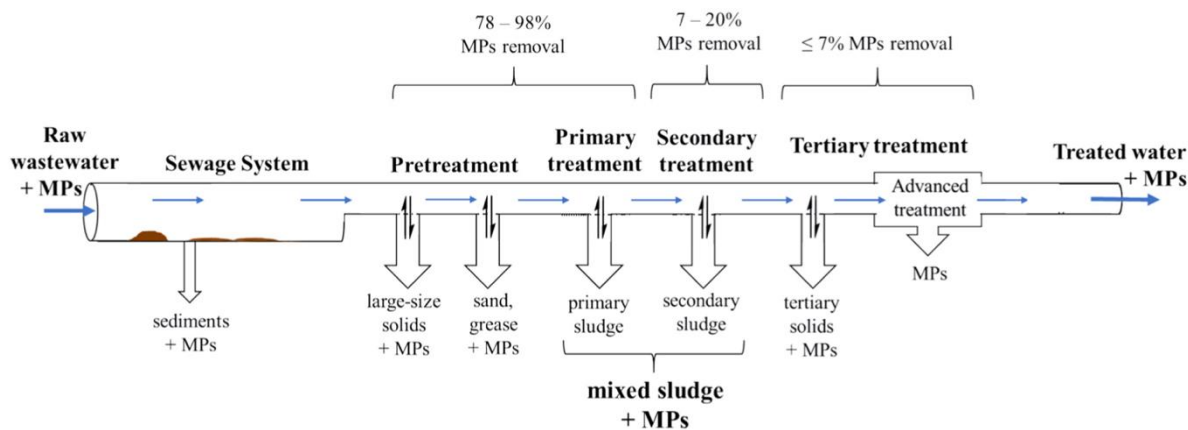 78 – 98%
MPs removal
7 – 20%
MPs removal
≤ 7% MPs removal
Raw
wastewater
+ MPs
Sewage System
Pretreatment
Primary
treatment
Secondary
treatment
Tertiary treatment
Treated water
+ MPs
Advanced
treatment
sediments
+ MPs
large-size
solids
+ MPs
sand,
grease
+ MPs
primary
sludge
secondary
sludge
tertiary
solids
+ MPs
MPs
mixed sludge
+ MPs